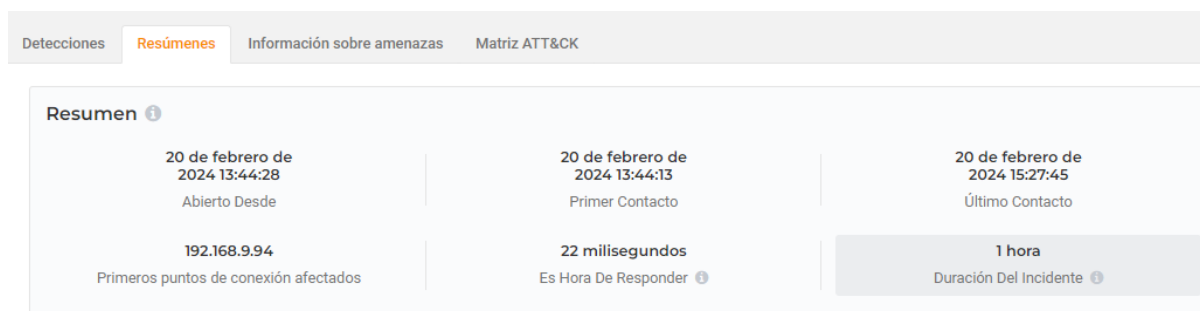 Detecciones Resúmenes Información sobre amenazas Matriz ATT&CK
Resumen
20 de febrero de
2024 13:44:28
Abierto Desde
20 de febrero de
2024 13:44:13
Primer Contacto
20 de febrero de
2024 15:27:45
Último Contacto
192.168.9.94
Primeros puntos de conexión afectados
22 milisegundos
Es Hora De Responder
1 hora
Duración Del Incidente